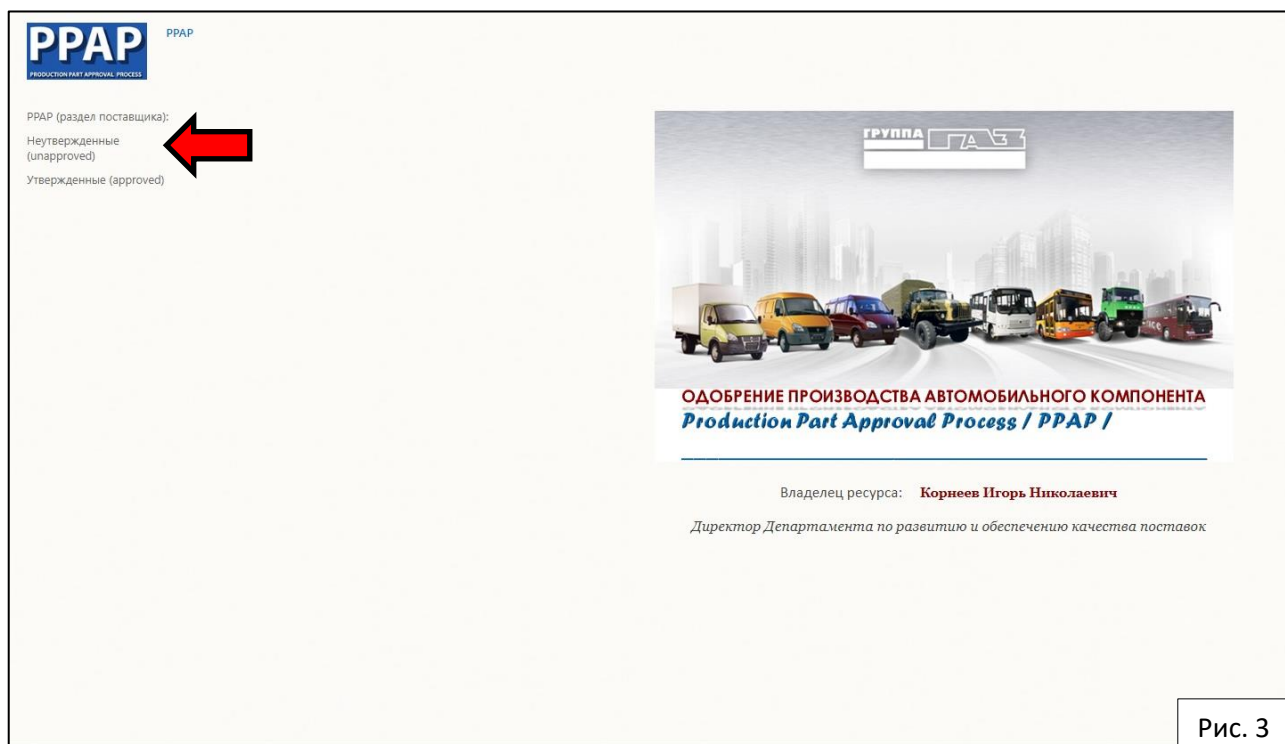 PPAP
PRODUCTION PART APPROVAL PROCESS
PPAP
PPAP (раздел поставщика):
Неутвержденные
(unapproved)
Утвержденные (approved)
ГРУППА ГАЗ
ОДОБРЕНИЕ ПРОИЗВОДСТВА АВТОМОБИЛЬНОГО КОМПОНЕНТА
Production Part Approval Process / PPAP /
Владелец ресурса: Корнеев Игорь Николаевич
Директор Департамента по развитию и обеспечению качества поставок
Рис. 3